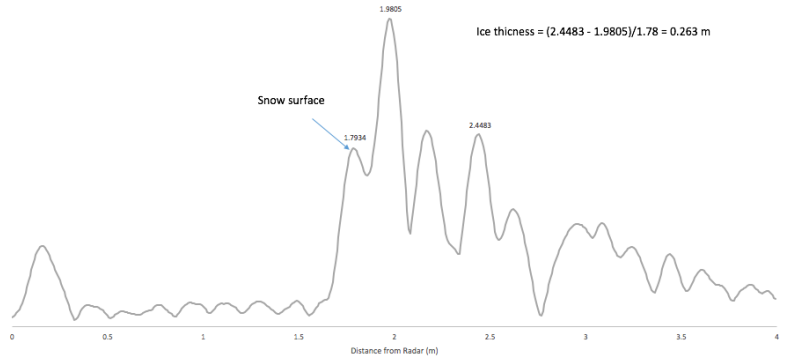 1.9805
Ice thicness = (2.4483 - 1.9805)/1.78 = 0.263 m
Snow surface
1.7934
2.4483
0 0.5 1 1.5 2 2.5 3 3.5 4
Distance from Radar (m)